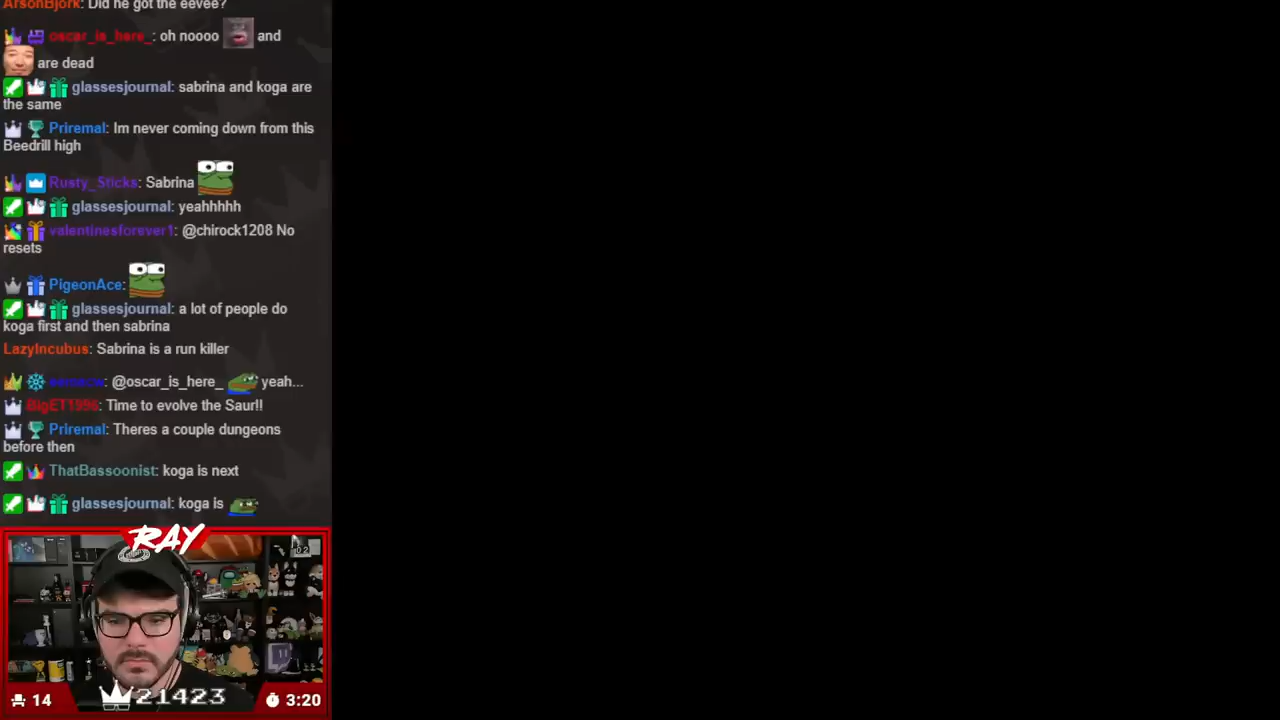 ArsonBjork: Did he got the eevee?
oscar_is_here_: oh noooo and
are dead
glassesjournal: sabrina and koga are
the same
Priremal: Im never coming down from this
Beedrill high
Rusty_Sticks: Sabrina
glassesjournal: yeahhhhh
valentinesforever1: @chirock1208 No
resets
PigeonAce:
glassesjournal: a lot of people do
koga first and then sabrina
LazyIncubus: Sabrina is a run killer
: @oscar_is_here_ yeah...
BigET1996: Time to evolve the Saur!!
Priremal: Theres a couple dungeons
before then
ThatBassoonist: koga is next
glassesjournal: koga is
RAY
14
21423
3:20